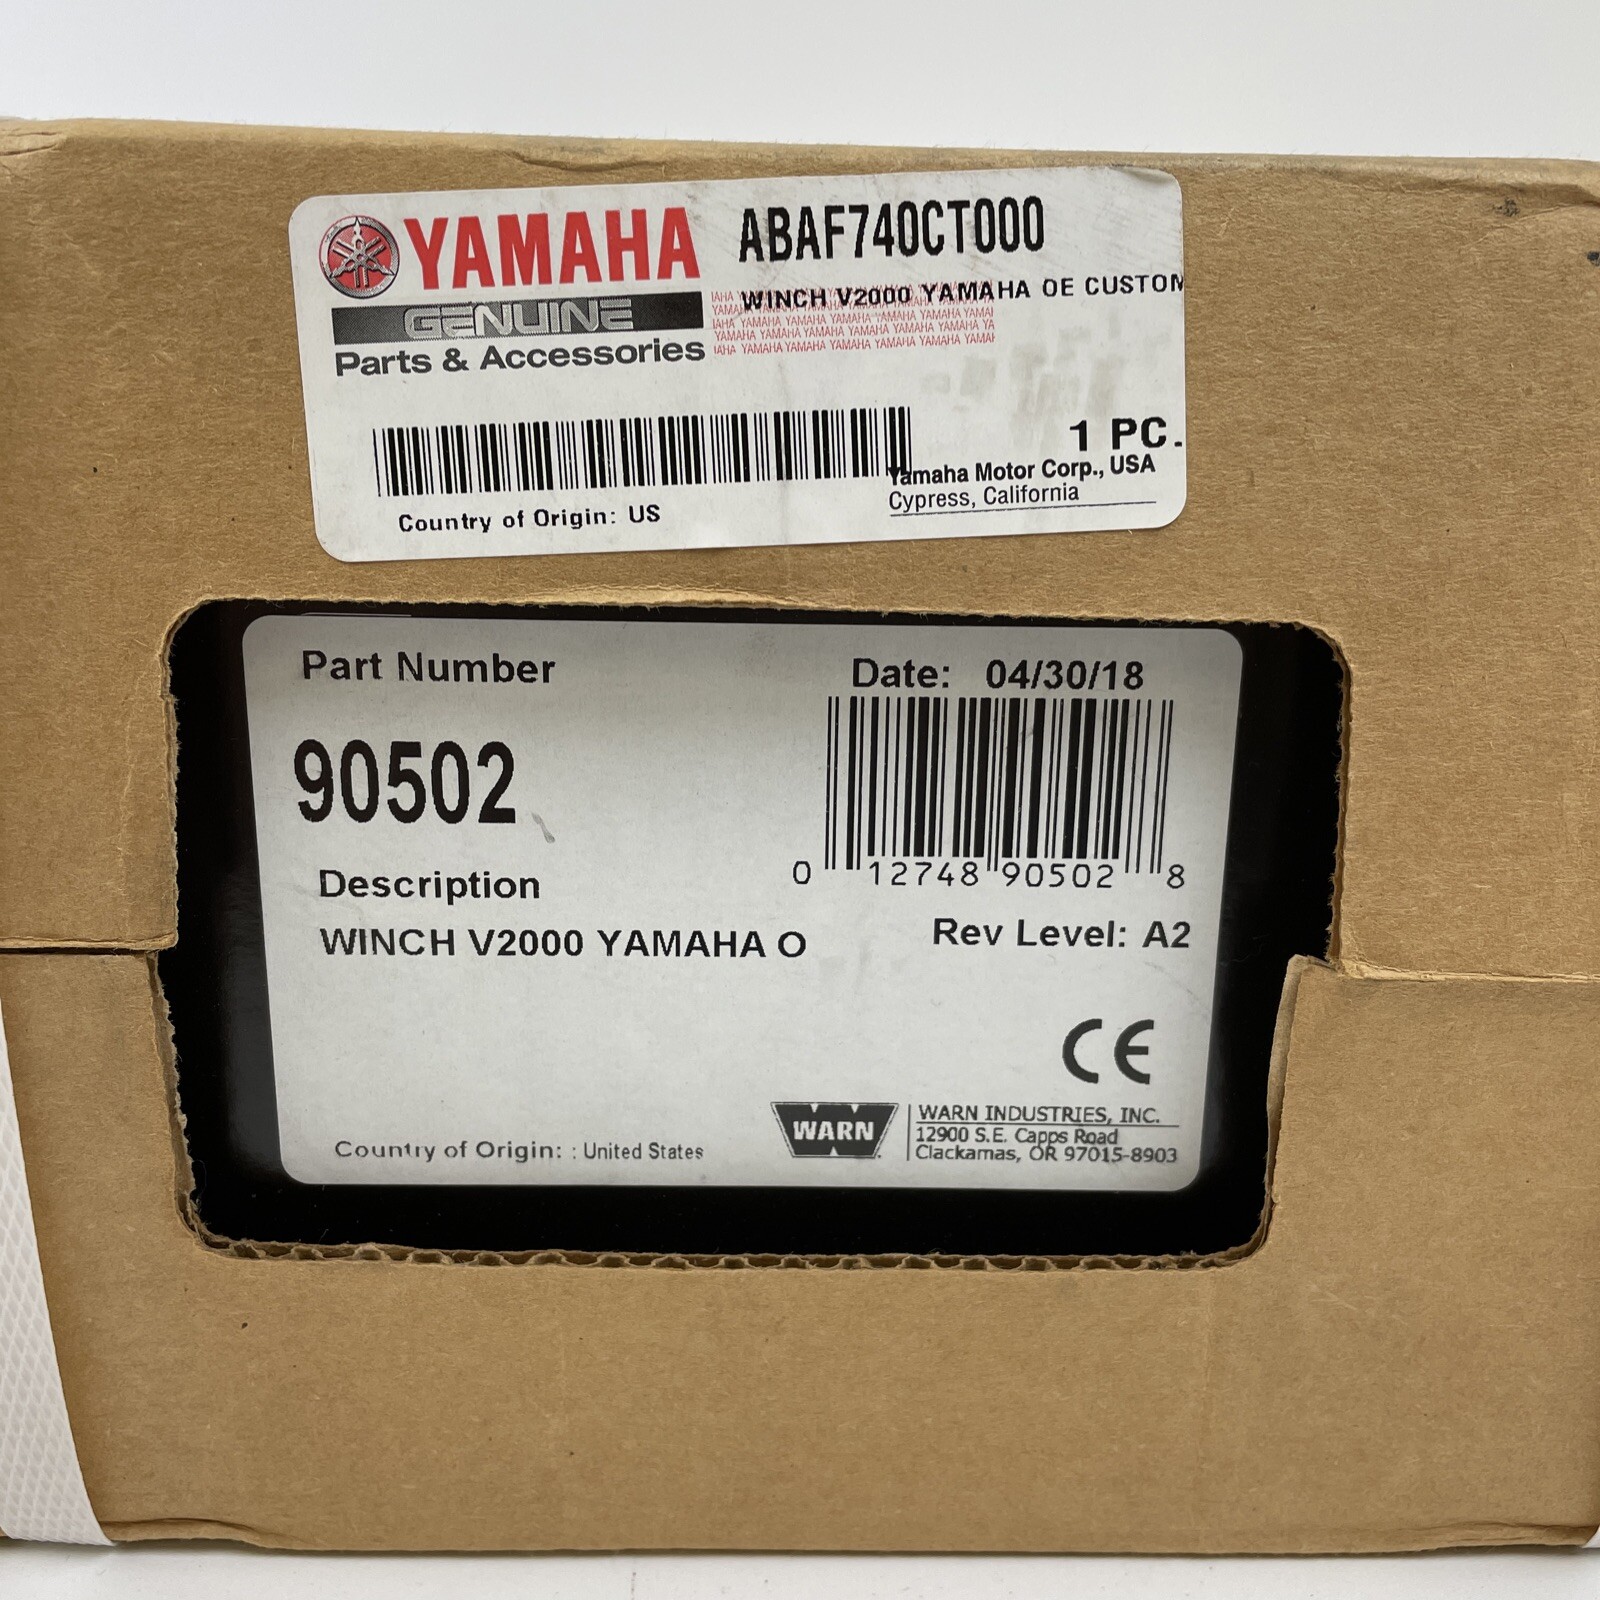 YAMAHA ABAF740CT000
GENUINE
WINCH V2000 YAMAHA OE CUSTOM
Parts & Accessories
1 PC.
Yamaha Motor Corp., USA
Cypress, California
Country of Origin: US
Part Number
Date: 04/30/18
90502
0 12748 90502 8
Description
WINCH V2000 YAMAHA O
Rev Level: A2
CE
Country of Origin: : United States
WARN
WARN INDUSTRIES, INC.
12900 S.E. Capps Road
Clackamas, OR 97015-8903